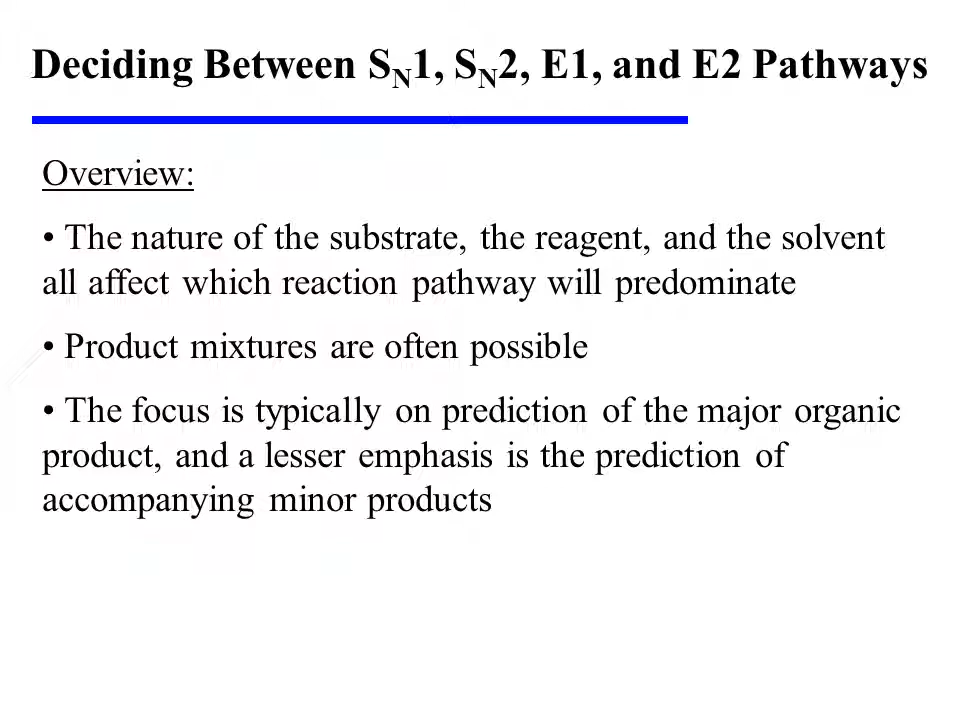 Deciding Between SN1, SN2, E1, and E2 Pathways
Overview:
• The nature of the substrate, the reagent, and the solvent
all affect which reaction pathway will predominate
• Product mixtures are often possible
• The focus is typically on prediction of the major organic
product, and a lesser emphasis is the prediction of
accompanying minor products